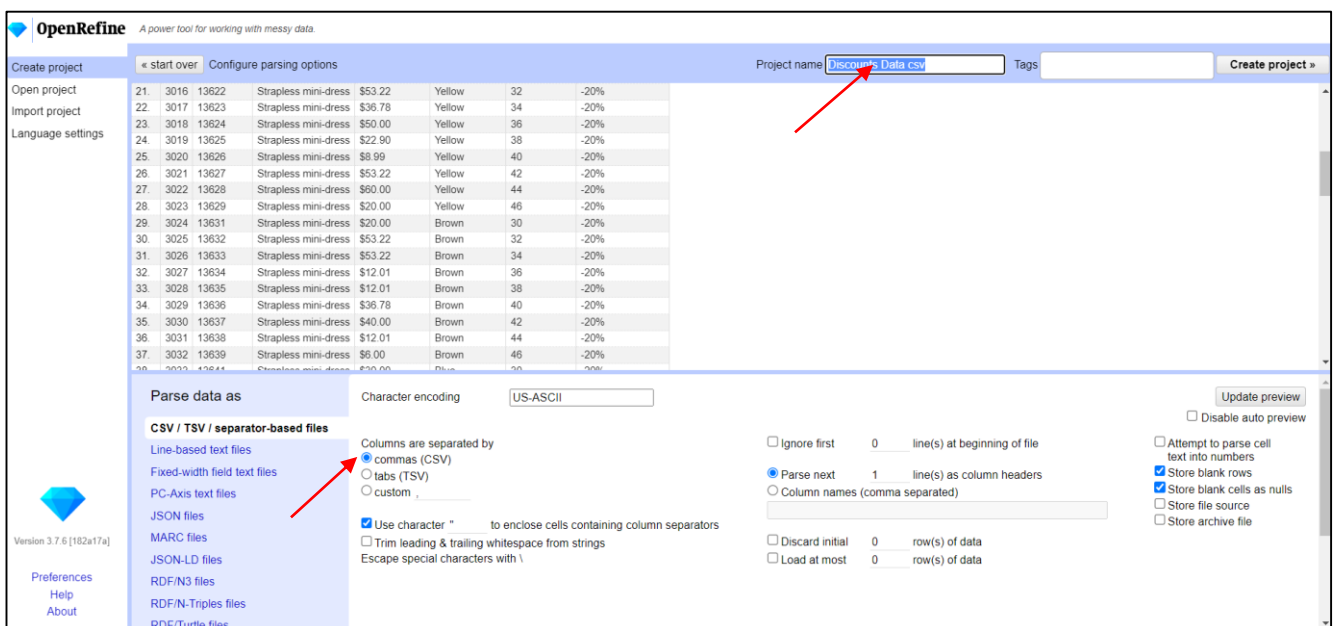 OpenRefine A power tool for working with messy data.
Create project
Open project
Import project
Language settings
« start over Configure parsing options Project name Discounts Data csv Tags Create project »
21. 3016 13622 Strapless mini-dress $53.22 Yellow 32 -20%
22. 3017 13623 Strapless mini-dress $36.78 Yellow 34 -20%
23. 3018 13624 Strapless mini-dress $50.00 Yellow 36 -20%
24. 3019 13625 Strapless mini-dress $22.90 Yellow 38 -20%
25. 3020 13626 Strapless mini-dress $8.99 Yellow 40 -20%
26. 3021 13627 Strapless mini-dress $53.22 Yellow 42 -20%
27. 3022 13628 Strapless mini-dress $60.00 Yellow 44 -20%
28. 3023 13629 Strapless mini-dress $20.00 Yellow 46 -20%
29. 3024 13631 Strapless mini-dress $20.00 Brown 30 -20%
30. 3025 13632 Strapless mini-dress $53.22 Brown 32 -20%
31. 3026 13633 Strapless mini-dress $53.22 Brown 34 -20%
32. 3027 13634 Strapless mini-dress $12.01 Brown 36 -20%
33. 3028 13635 Strapless mini-dress $12.01 Brown 38 -20%
34. 3029 13636 Strapless mini-dress $36.78 Brown 40 -20%
35. 3030 13637 Strapless mini-dress $40.00 Brown 42 -20%
36. 3031 13638 Strapless mini-dress $12.01 Brown 44 -20%
37. 3032 13639 Strapless mini-dress $6.00 Brown 46 -20%
Parse data as
CSV / TSV / separator-based files
Line-based text files
Fixed-width field text files
PC-Axis text files
JSON files
MARC files
JSON-LD files
RDF/N3 files
RDF/N-Triples files
RDF/Turtle files
Character encoding US-ASCII
Columns are separated by
commas (CSV)
tabs (TSV)
custom ,
Use character " to enclose cells containing column separators
Trim leading & trailing whitespace from strings
Escape special characters with \
Ignore first 0 line(s) at beginning of file
Parse next 1 line(s) as column headers
Column names (comma separated)
Discard initial 0 row(s) of data
Load at most 0 row(s) of data
Update preview
Disable auto preview
Attempt to parse cell
text into numbers
Store blank rows
Store blank cells as nulls
Store file source
Store archive file
Version 3.7.6 [182a17a]
Preferences
Help
About